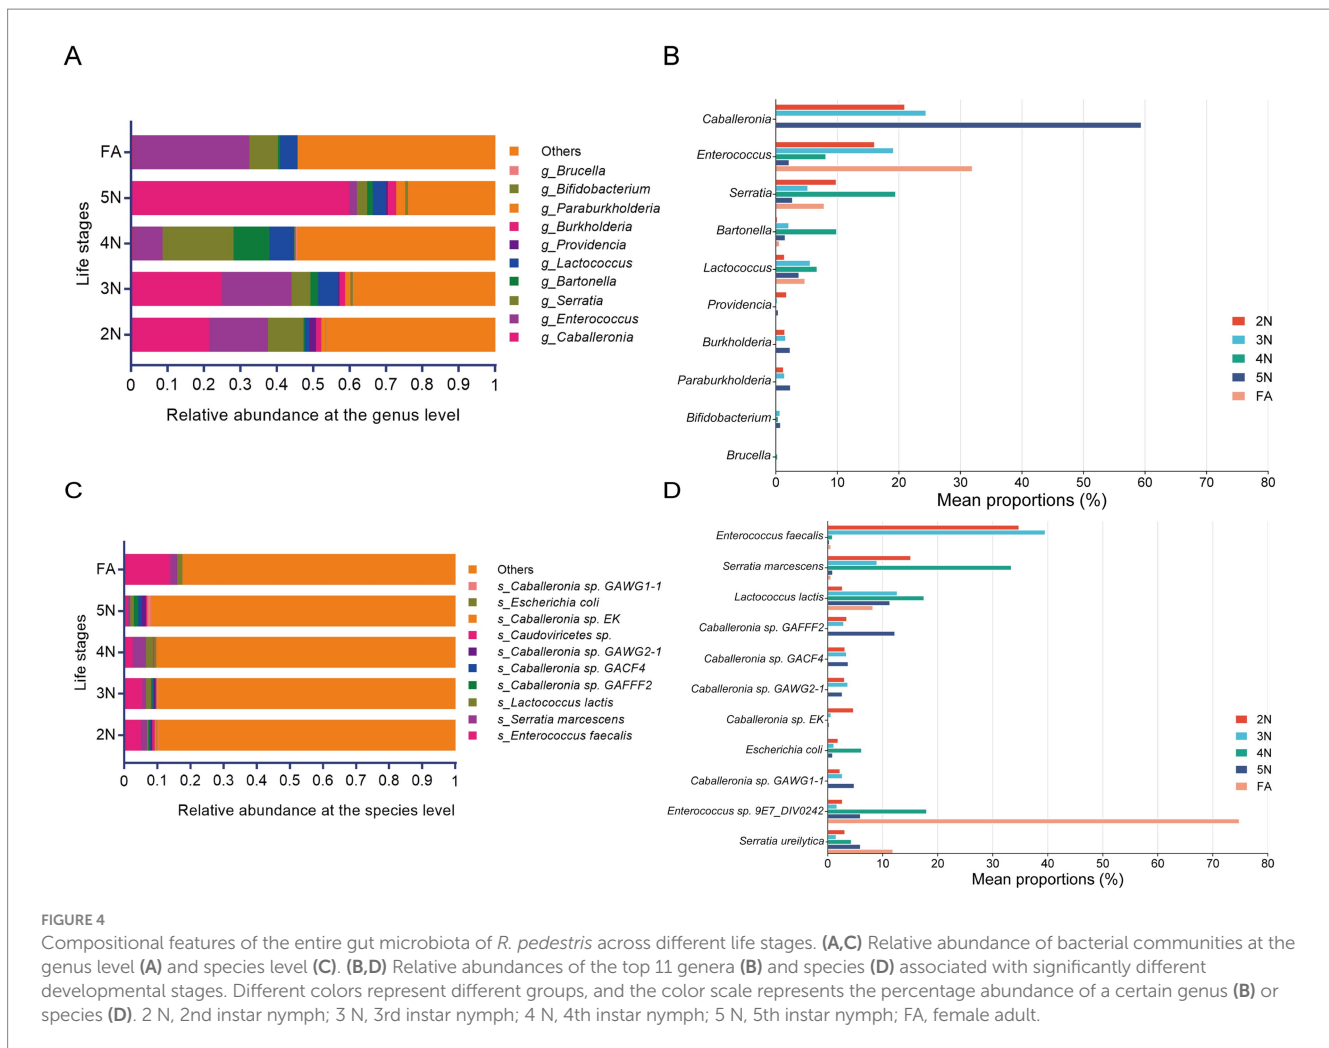 A
Life stages
FA
5N
4N
3N
2N
0 0.1 0.2 0.3 0.4 0.5 0.6 0.7 0.8 0.9 1
Relative abundance at the genus level
Others
g_Brucella
g_Bifidobacterium
g_Paraburkholderia
g_Burkholderia
g_Providencia
g_Lactococcus
g_Bartonella
g_Serratia
g_Enterococcus
g_Caballeronia
B
Caballeronia
Enterococcus
Serratia
Bartonella
Lactococcus
Providencia
Burkholderia
Paraburkholderia
Bifidobacterium
Brucella
0 10 20 30 40 50 60 70 80
Mean proportions (%)
2N
3N
4N
5N
FA
C
Life stages
FA
5N
4N
3N
2N
0 0.1 0.2 0.3 0.4 0.5 0.6 0.7 0.8 0.9 1
Relative abundance at the species level
Others
s_Caballeronia sp. GAWG1-1
s_Escherichia coli
s_Caballeronia sp. EK
s_Caudoviricetes sp.
s_Caballeronia sp. GAWG2-1
s_Caballeronia sp. GACF4
s_Caballeronia sp. GAFFF2
s_Lactococcus lactis
s_Serratia marcescens
s_Enterococcus faecalis
D
Enterococcus faecalis
Serratia marcescens
Lactococcus lactis
Caballeronia sp. GAFFF2
Caballeronia sp. GACF4
Caballeronia sp. GAWG2-1
Caballeronia sp. EK
Escherichia coli
Caballeronia sp. GAWG1-1
Enterococcus sp. 9E7_DIV0242
Serratia ureilytica
0 10 20 30 40 50 60 70 80
Mean proportions (%)
2N
3N
4N
5N
FA
FIGURE 4
Compositional features of the entire gut microbiota of R. pedestris across different life stages. (A,C) Relative abundance of bacterial communities at the
genus level (A) and species level (C). (B,D) Relative abundances of the top 11 genera (B) and species (D) associated with significantly different
developmental stages. Different colors represent different groups, and the color scale represents the percentage abundance of a certain genus (B) or
species (D). 2 N, 2nd instar nymph; 3 N, 3rd instar nymph; 4 N, 4th instar nymph; 5 N, 5th instar nymph; FA, female adult.